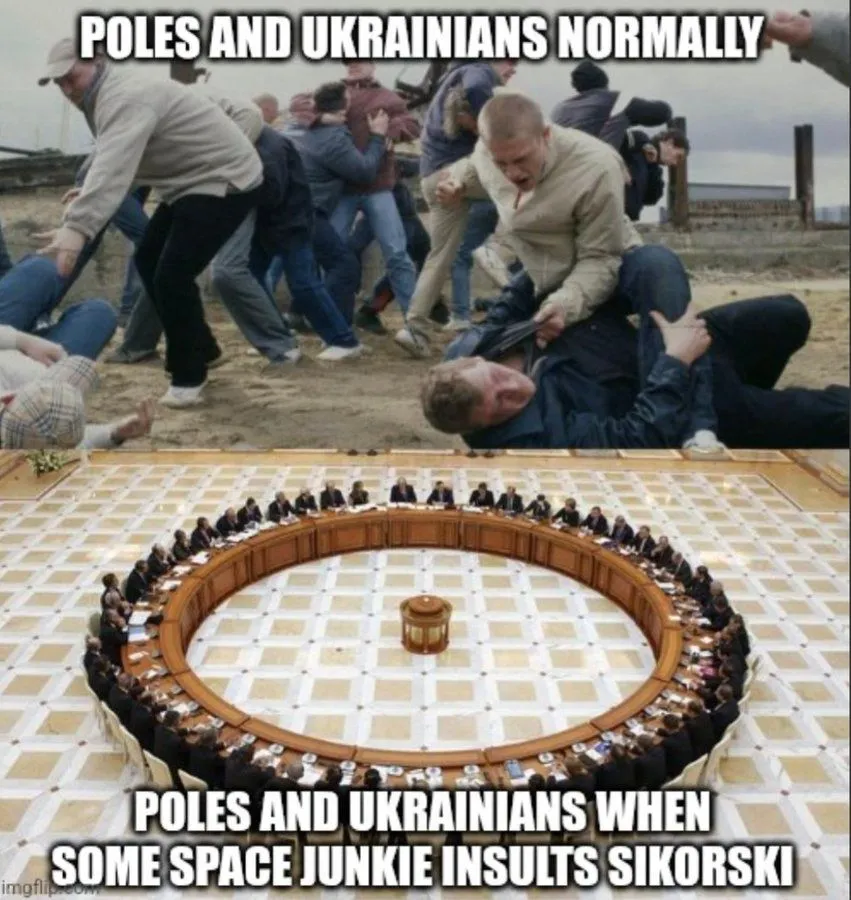 POLES AND UKRAINIANS NORMALLY
POLES AND UKRAINIANS WHEN
SOME SPACE JUNKIE INSULTS SIKORSKI
imgflip.com